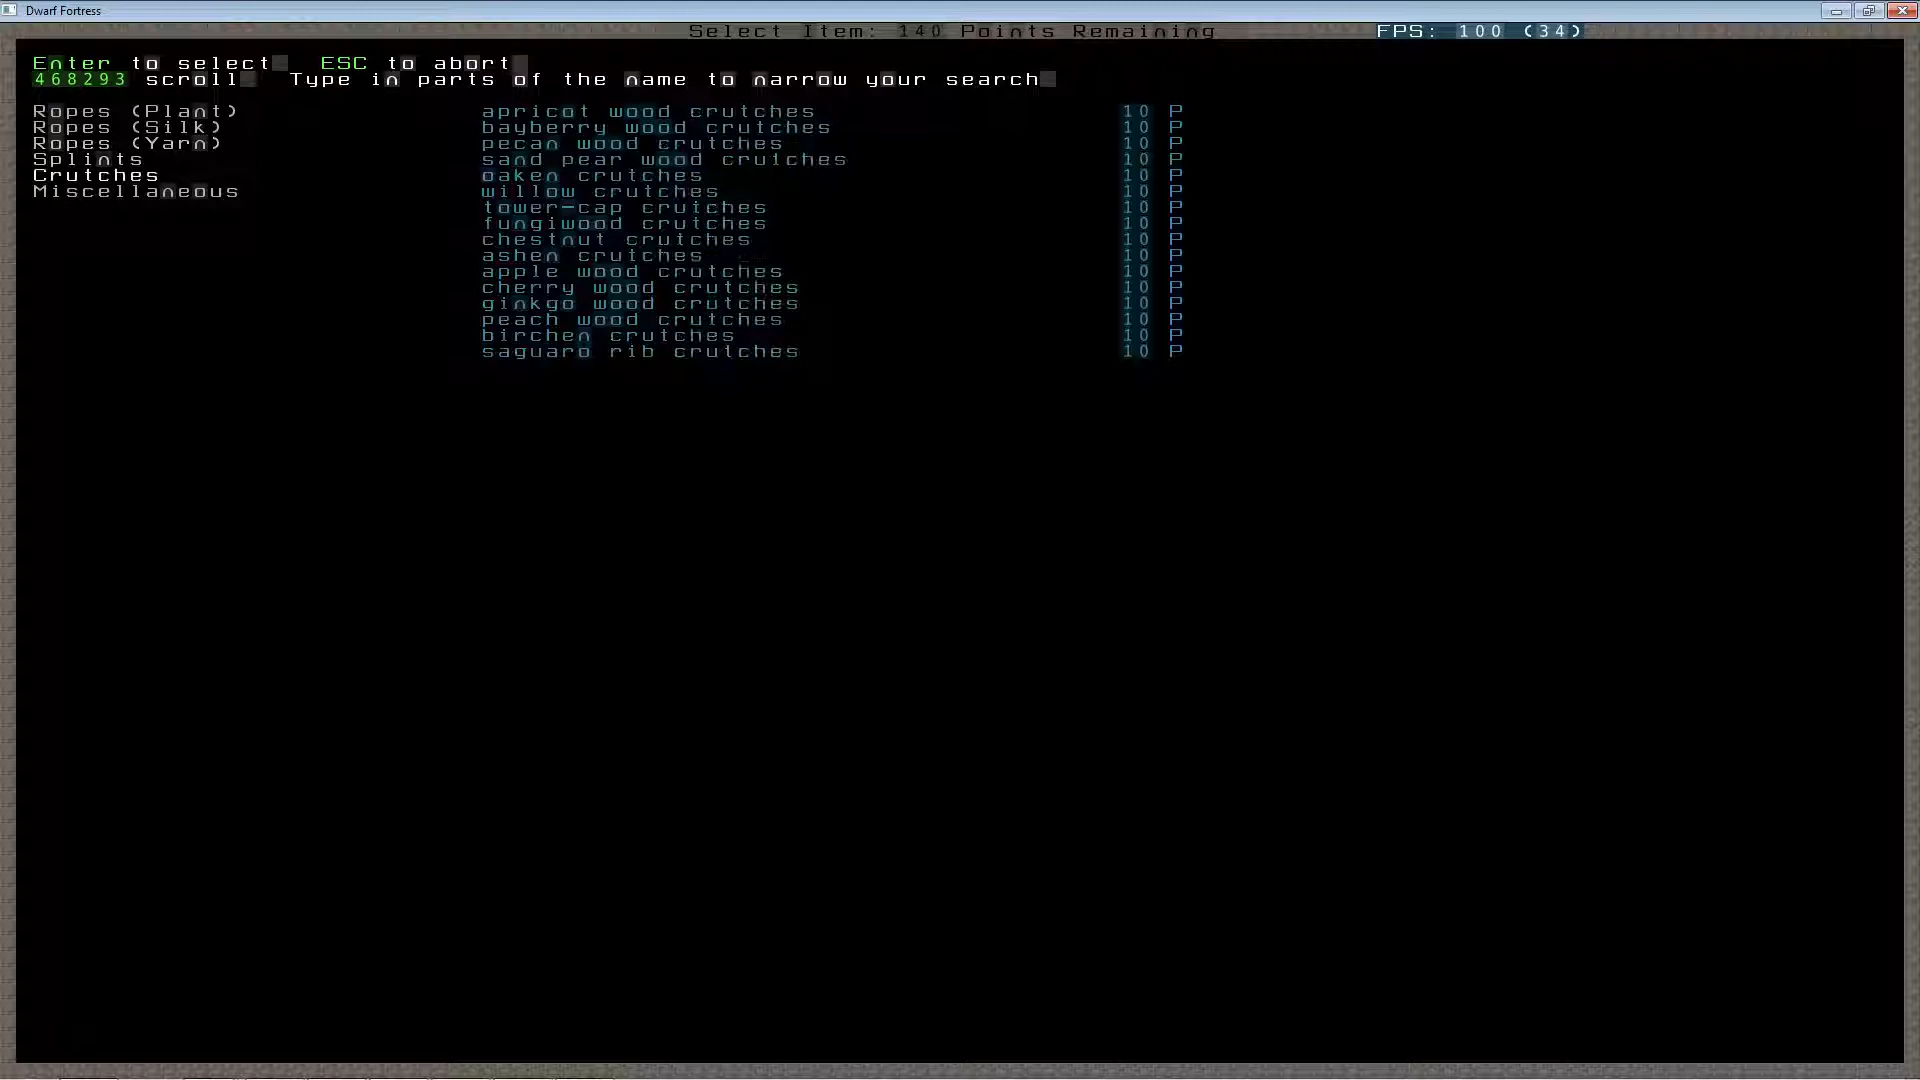 Dwarf Fortress
Select Item: 140 Points Remaining FPS: 100 (34)
Enter to select ESC to abort
468293 scroll Type in parts of the name to narrow your search
Ropes (Plant) apricot wood crutches 10 P
Ropes (Silk) bayberry wood crutches 10 P
Ropes (Yarn) pecan wood crutches 10 P
Splints sand pear wood crutches 10 P
Crutches oaken crutches 10 P
Miscellaneous willow crutches 10 P
tower-cap crutches 10 P
fungiwood crutches 10 P
chestnut crutches 10 P
ashen crutches 10 P
apple wood crutches 10 P
cherry wood crutches 10 P
ginkgo wood crutches 10 P
peach wood crutches 10 P
birchen crutches 10 P
saguaro rib crutches 10 P